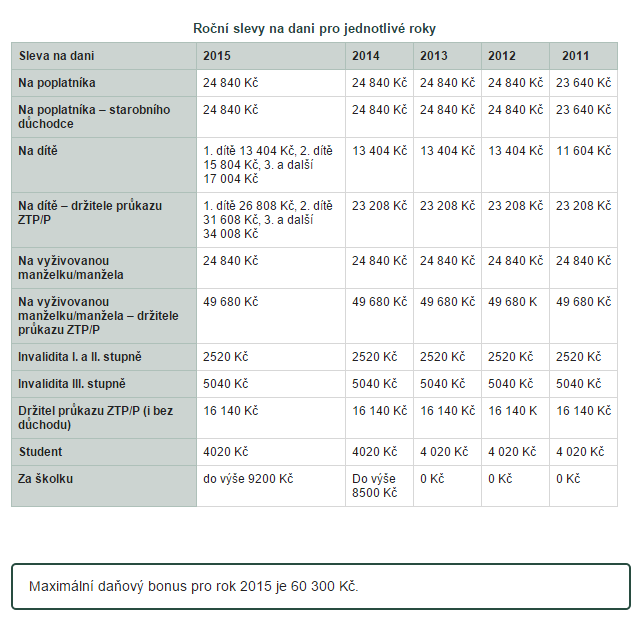 Roční slevy na dani pro jednotlivé roky
Sleva na dani 2015 2014 2013 2012 2011
Na poplatníka 24 840 Kč 24 840 Kč 24 840 Kč 24 840 Kč 23 640 Kč
Na poplatníka – starobního 24 840 Kč 24 840 Kč 24 840 Kč 24 840 Kč 23 640 Kč
důchodce
Na dítě 1. dítě 13 404 Kč, 2. dítě 13 404 Kč 13 404 Kč 13 404 Kč 11 604 Kč
15 804 Kč, 3. a další
17 004 Kč
Na dítě – držitele průkazu 1. dítě 26 808 Kč, 2. dítě 23 208 Kč 23 208 Kč 23 208 Kč 23 208 Kč
ZTP/P 31 608 Kč, 3. a další
34 008 Kč
Na vyživovanou 24 840 Kč 24 840 Kč 24 840 Kč 24 840 Kč 24 840 Kč
manželku/manžela
Na vyživovanou 49 680 Kč 49 680 Kč 49 680 Kč 49 680 K 49 680 Kč
manželku/manžela – držitele
průkazu ZTP/P
Invalidita I. a II. stupně 2520 Kč 2520 Kč 2520 Kč 2520 Kč 2520 Kč
Invalidita III. stupně 5040 Kč 5040 Kč 5040 Kč 5040 Kč 5040 Kč
Držitel průkazu ZTP/P (i bez 16 140 Kč 16 140 Kč 16 140 Kč 16 140 K 16 140 Kč
důchodu)
Student 4020 Kč 4020 Kč 4 020 Kč 4 020 Kč 4 020 Kč
Za školku do výše 9200 Kč Do výše 0 Kč 0 Kč 0 Kč
8500 Kč
Maximální daňový bonus pro rok 2015 je 60 300 Kč.